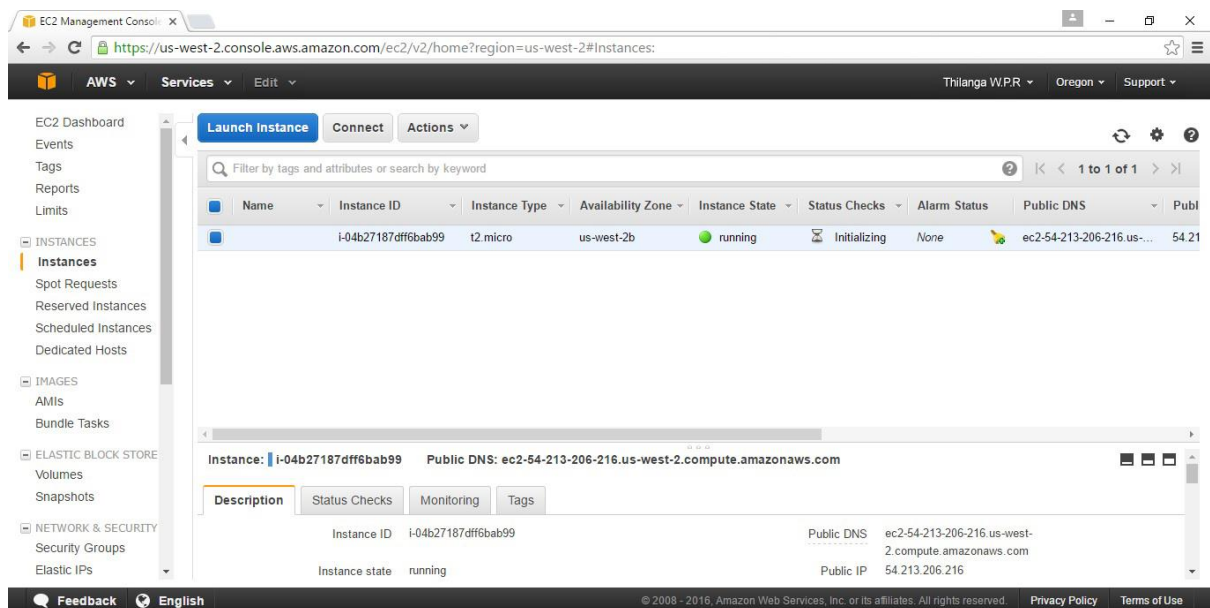 EC2 Management Console
https://us-west-2.console.aws.amazon.com/ec2/v2/home?region=us-west-2#Instances:
AWS Services Edit Thilanga W.P.R Oregon Support
EC2 Dashboard
Events
Tags
Reports
Limits
INSTANCES
Instances
Spot Requests
Reserved Instances
Scheduled Instances
Dedicated Hosts
IMAGES
AMIs
Bundle Tasks
ELASTIC BLOCK STORE
Volumes
Snapshots
NETWORK & SECURITY
Security Groups
Elastic IPs
Launch Instance Connect Actions
Filter by tags and attributes or search by keyword 1 to 1 of 1
Name Instance ID Instance Type Availability Zone Instance State Status Checks Alarm Status Public DNS Publ
i-04b27187dff6bab99 t2.micro us-west-2b running Initializing None ec2-54-213-206-216.us-... 54.21
Instance: i-04b27187dff6bab99 Public DNS: ec2-54-213-206-216.us-west-2.compute.amazonaws.com
Description Status Checks Monitoring Tags
Instance ID i-04b27187dff6bab99 Public DNS ec2-54-213-206-216.us-west-
2.compute.amazonaws.com
Instance state running Public IP 54.213.206.216
Feedback English © 2008 - 2016, Amazon Web Services, Inc. or its affiliates. All rights reserved. Privacy Policy Terms of Use